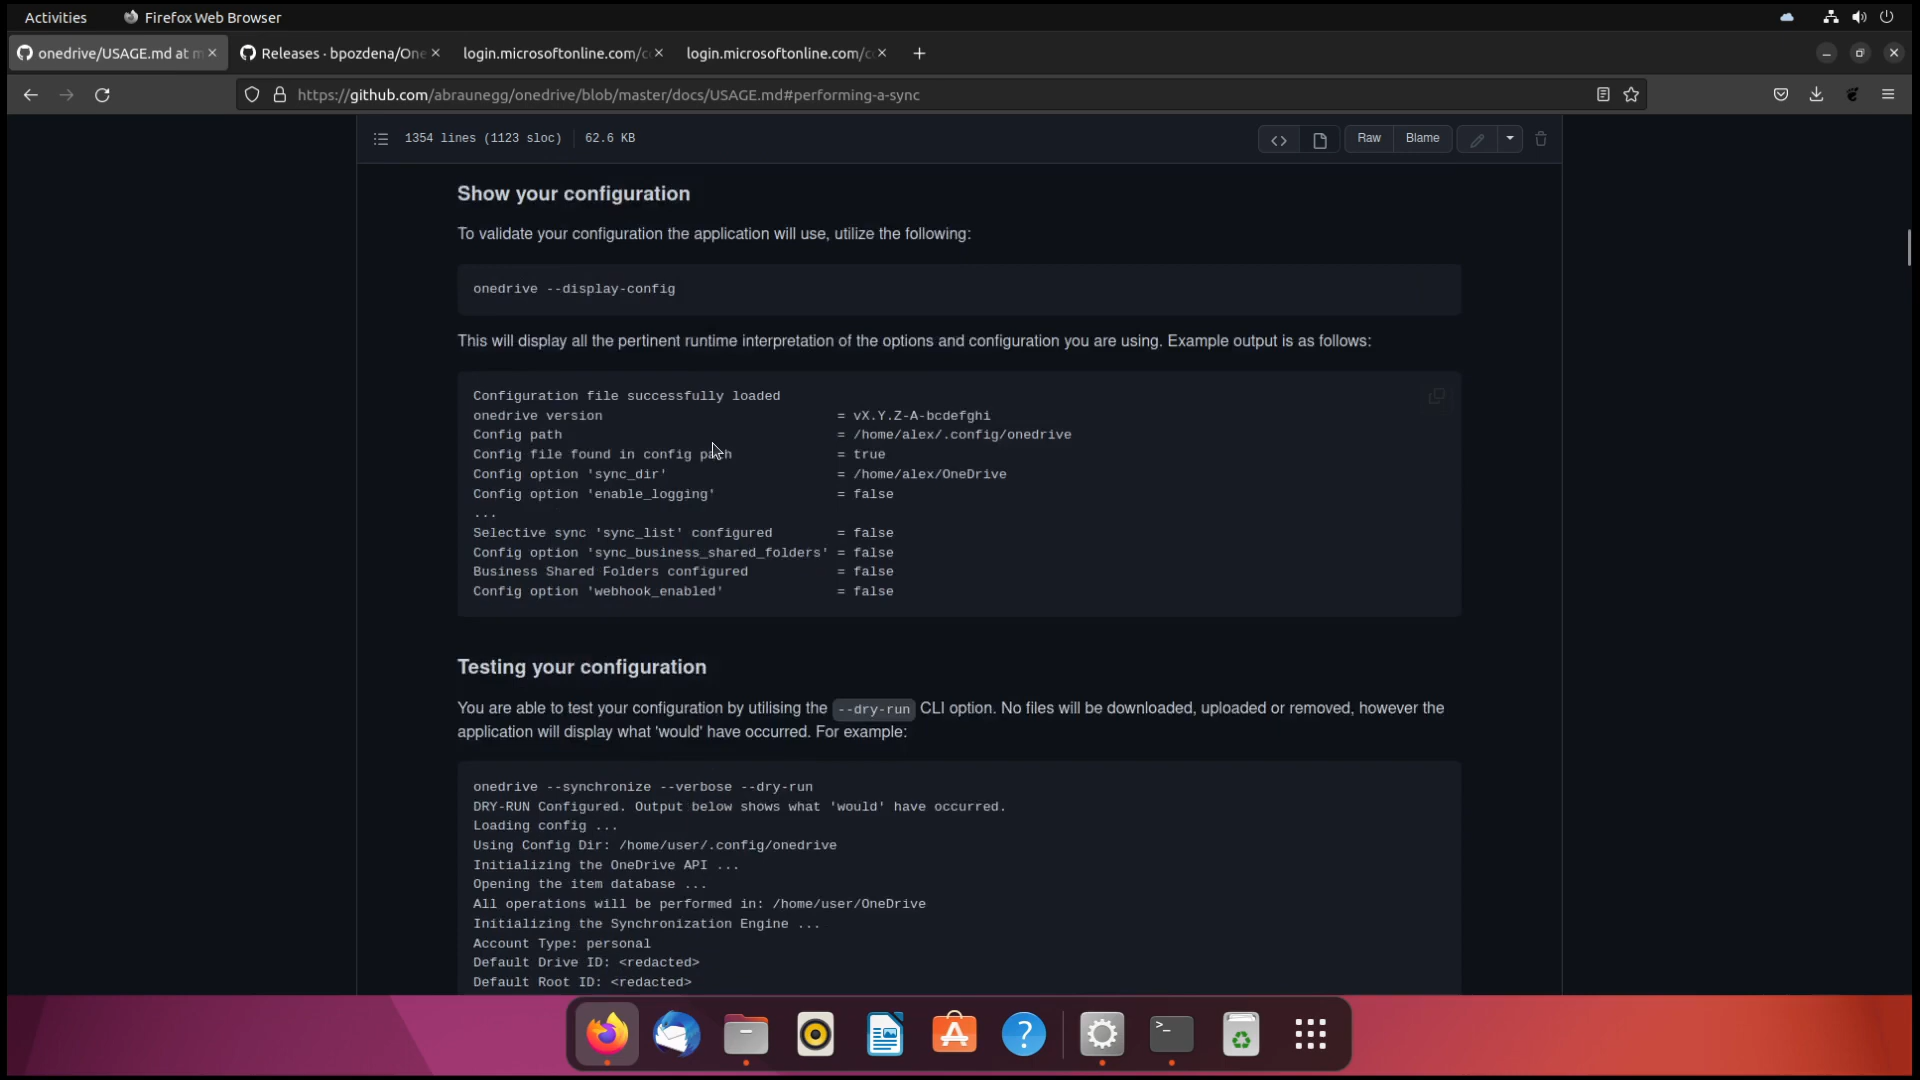 Activities
Firefox Web Browser
onedrive/USAGE.md at m
Releases · bpozdena/One
login.microsoftonline.com/c
login.microsoftonline.com/c
https://github.com/abraunegg/onedrive/blob/master/docs/USAGE.md#performing-a-sync
1354 lines (1123 sloc)
62.6 KB
<>
Raw
Blame
Show your configuration
To validate your configuration the application will use, utilize the following:
onedrive --display-config
This will display all the pertinent runtime interpretation of the options and configuration you are using. Example output is as follows:
Configuration file successfully loaded
onedrive version = vX.Y.Z-A-bcdefghi
Config path = /home/alex/.config/onedrive
Config file found in config path = true
Config option 'sync_dir' = /home/alex/OneDrive
Config option 'enable_logging' = false
...
Selective sync 'sync_list' configured = false
Config option 'sync_business_shared_folders' = false
Business Shared Folders configured = false
Config option 'webhook_enabled' = false
Testing your configuration
You are able to test your configuration by utilising the --dry-run CLI option. No files will be downloaded, uploaded or removed, however the
application will display what 'would' have occurred. For example:
onedrive --synchronize --verbose --dry-run
DRY-RUN Configured. Output below shows what 'would' have occurred.
Loading config ...
Using Config Dir: /home/user/.config/onedrive
Initializing the OneDrive API ...
Opening the item database ...
All operations will be performed in: /home/user/OneDrive
Initializing the Synchronization Engine ...
Account Type: personal
Default Drive ID: <redacted>
Default Root ID: <redacted>